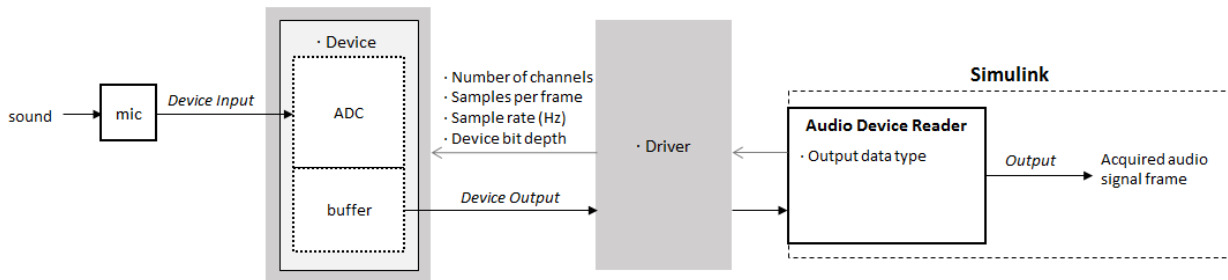 sound
mic
Device Input
· Device
ADC
buffer
· Number of channels
· Samples per frame
· Sample rate (Hz)
· Device bit depth
Device Output
· Driver
Simulink
Audio Device Reader
· Output data type
Output
Acquired audio
signal frame